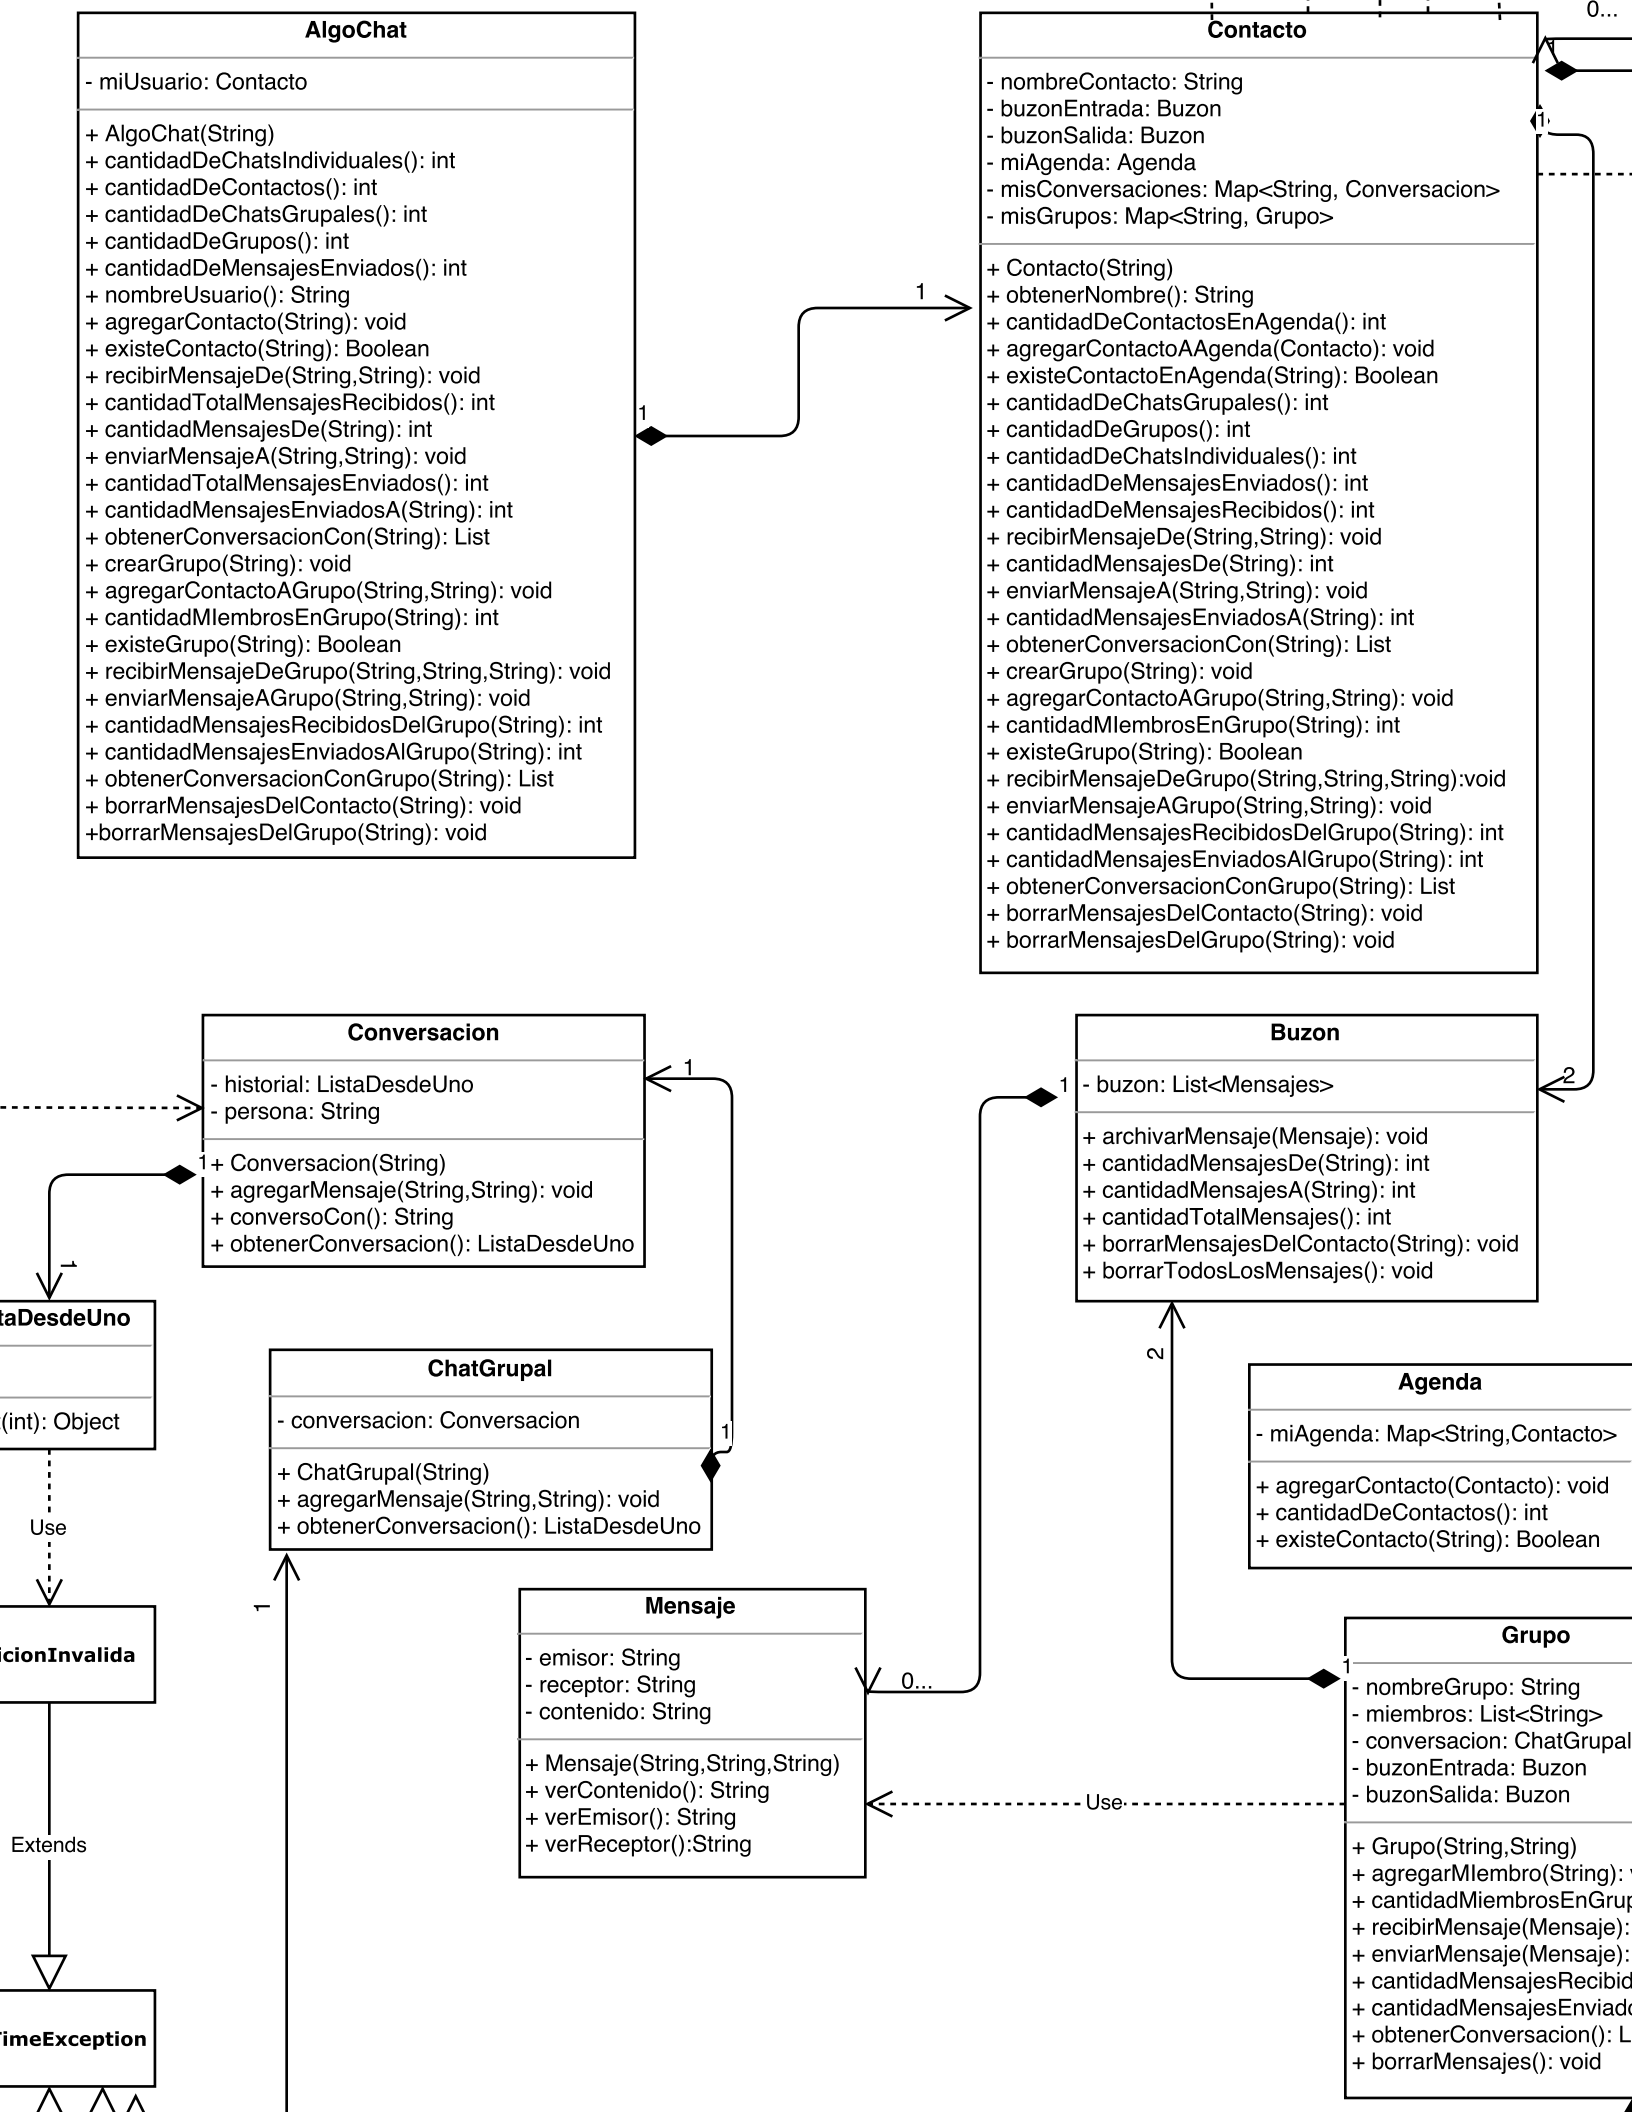 AlgoChat
- miUsuario: Contacto
+ AlgoChat(String)
+ cantidadDeChatsIndividuales(): int
+ cantidadDeContactos(): int
+ cantidadDeChatsGrupales(): int
+ cantidadDeGrupos(): int
+ cantidadDeMensajesEnviados(): int
+ nombreUsuario(): String
+ agregarContacto(String): void
+ existeContacto(String): Boolean
+ recibirMensajeDe(String,String): void
+ cantidadTotalMensajesRecibidos(): int
+ cantidadMensajesDe(String): int
+ enviarMensajeA(String,String): void
+ cantidadTotalMensajesEnviados(): int
+ cantidadMensajesEnviadosA(String): int
+ obtenerConversacionCon(String): List
+ crearGrupo(String): void
+ agregarContactoAGrupo(String,String): void
+ cantidadMIembrosEnGrupo(String): int
+ existeGrupo(String): Boolean
+ recibirMensajeDeGrupo(String,String,String): void
+ enviarMensajeAGrupo(String,String): void
+ cantidadMensajesRecibidosDelGrupo(String): int
+ cantidadMensajesEnviadosAlGrupo(String): int
+ obtenerConversacionConGrupo(String): List
+ borrarMensajesDelContacto(String): void
+borrarMensajesDelGrupo(String): void
1
1
Contacto
- nombreContacto: String
- buzonEntrada: Buzon
- buzonSalida: Buzon
- miAgenda: Agenda
- misConversaciones: Map<String, Conversacion>
- misGrupos: Map<String, Grupo>
+ Contacto(String)
+ obtenerNombre(): String
+ cantidadDeContactosEnAgenda(): int
+ agregarContactoAAgenda(Contacto): void
+ existeContactoEnAgenda(String): Boolean
+ cantidadDeChatsGrupales(): int
+ cantidadDeGrupos(): int
+ cantidadDeChatsIndividuales(): int
+ cantidadDeMensajesEnviados(): int
+ cantidadDeMensajesRecibidos(): int
+ recibirMensajeDe(String,String): void
+ cantidadMensajesDe(String): int
+ enviarMensajeA(String,String): void
+ cantidadMensajesEnviadosA(String): int
+ obtenerConversacionCon(String): List
+ crearGrupo(String): void
+ agregarContactoAGrupo(String,String): void
+ cantidadMIembrosEnGrupo(String): int
+ existeGrupo(String): Boolean
+ recibirMensajeDeGrupo(String,String,String):void
+ enviarMensajeAGrupo(String,String): void
+ cantidadMensajesRecibidosDelGrupo(String): int
+ cantidadMensajesEnviadosAlGrupo(String): int
+ obtenerConversacionConGrupo(String): List
+ borrarMensajesDelContacto(String): void
+ borrarMensajesDelGrupo(String): void
0...
1
1
2
Conversacion
- historial: ListaDesdeUno
- persona: String
+ Conversacion(String)
+ agregarMensaje(String,String): void
+ conversoCon(): String
+ obtenerConversacion(): ListaDesdeUno
1
1
1
Buzon
- buzon: List<Mensajes>
+ archivarMensaje(Mensaje): void
+ cantidadMensajesDe(String): int
+ cantidadMensajesA(String): int
+ cantidadTotalMensajes(): int
+ borrarMensajesDelContacto(String): void
+ borrarTodosLosMensajes(): void
1
2
taDesdeUno
(int): Object
Use
ChatGrupal
- conversacion: Conversacion
+ ChatGrupal(String)
+ agregarMensaje(String,String): void
+ obtenerConversacion(): ListaDesdeUno
1
1
Agenda
- miAgenda: Map<String,Contacto>
+ agregarContacto(Contacto): void
+ cantidadDeContactos(): int
+ existeContacto(String): Boolean
icionInvalida
Extends
TimeException
Mensaje
- emisor: String
- receptor: String
- contenido: String
+ Mensaje(String,String,String)
+ verContenido(): String
+ verEmisor(): String
+ verReceptor():String
0...
Use
Grupo
1
- nombreGrupo: String
- miembros: List<String>
- conversacion: ChatGrupal
- buzonEntrada: Buzon
- buzonSalida: Buzon
+ Grupo(String,String)
+ agregarMIembro(String):
+ cantidadMiembrosEnGrup
+ recibirMensaje(Mensaje):
+ enviarMensaje(Mensaje):
+ cantidadMensajesRecibid
+ cantidadMensajesEnviado
+ obtenerConversacion(): L
+ borrarMensajes(): void